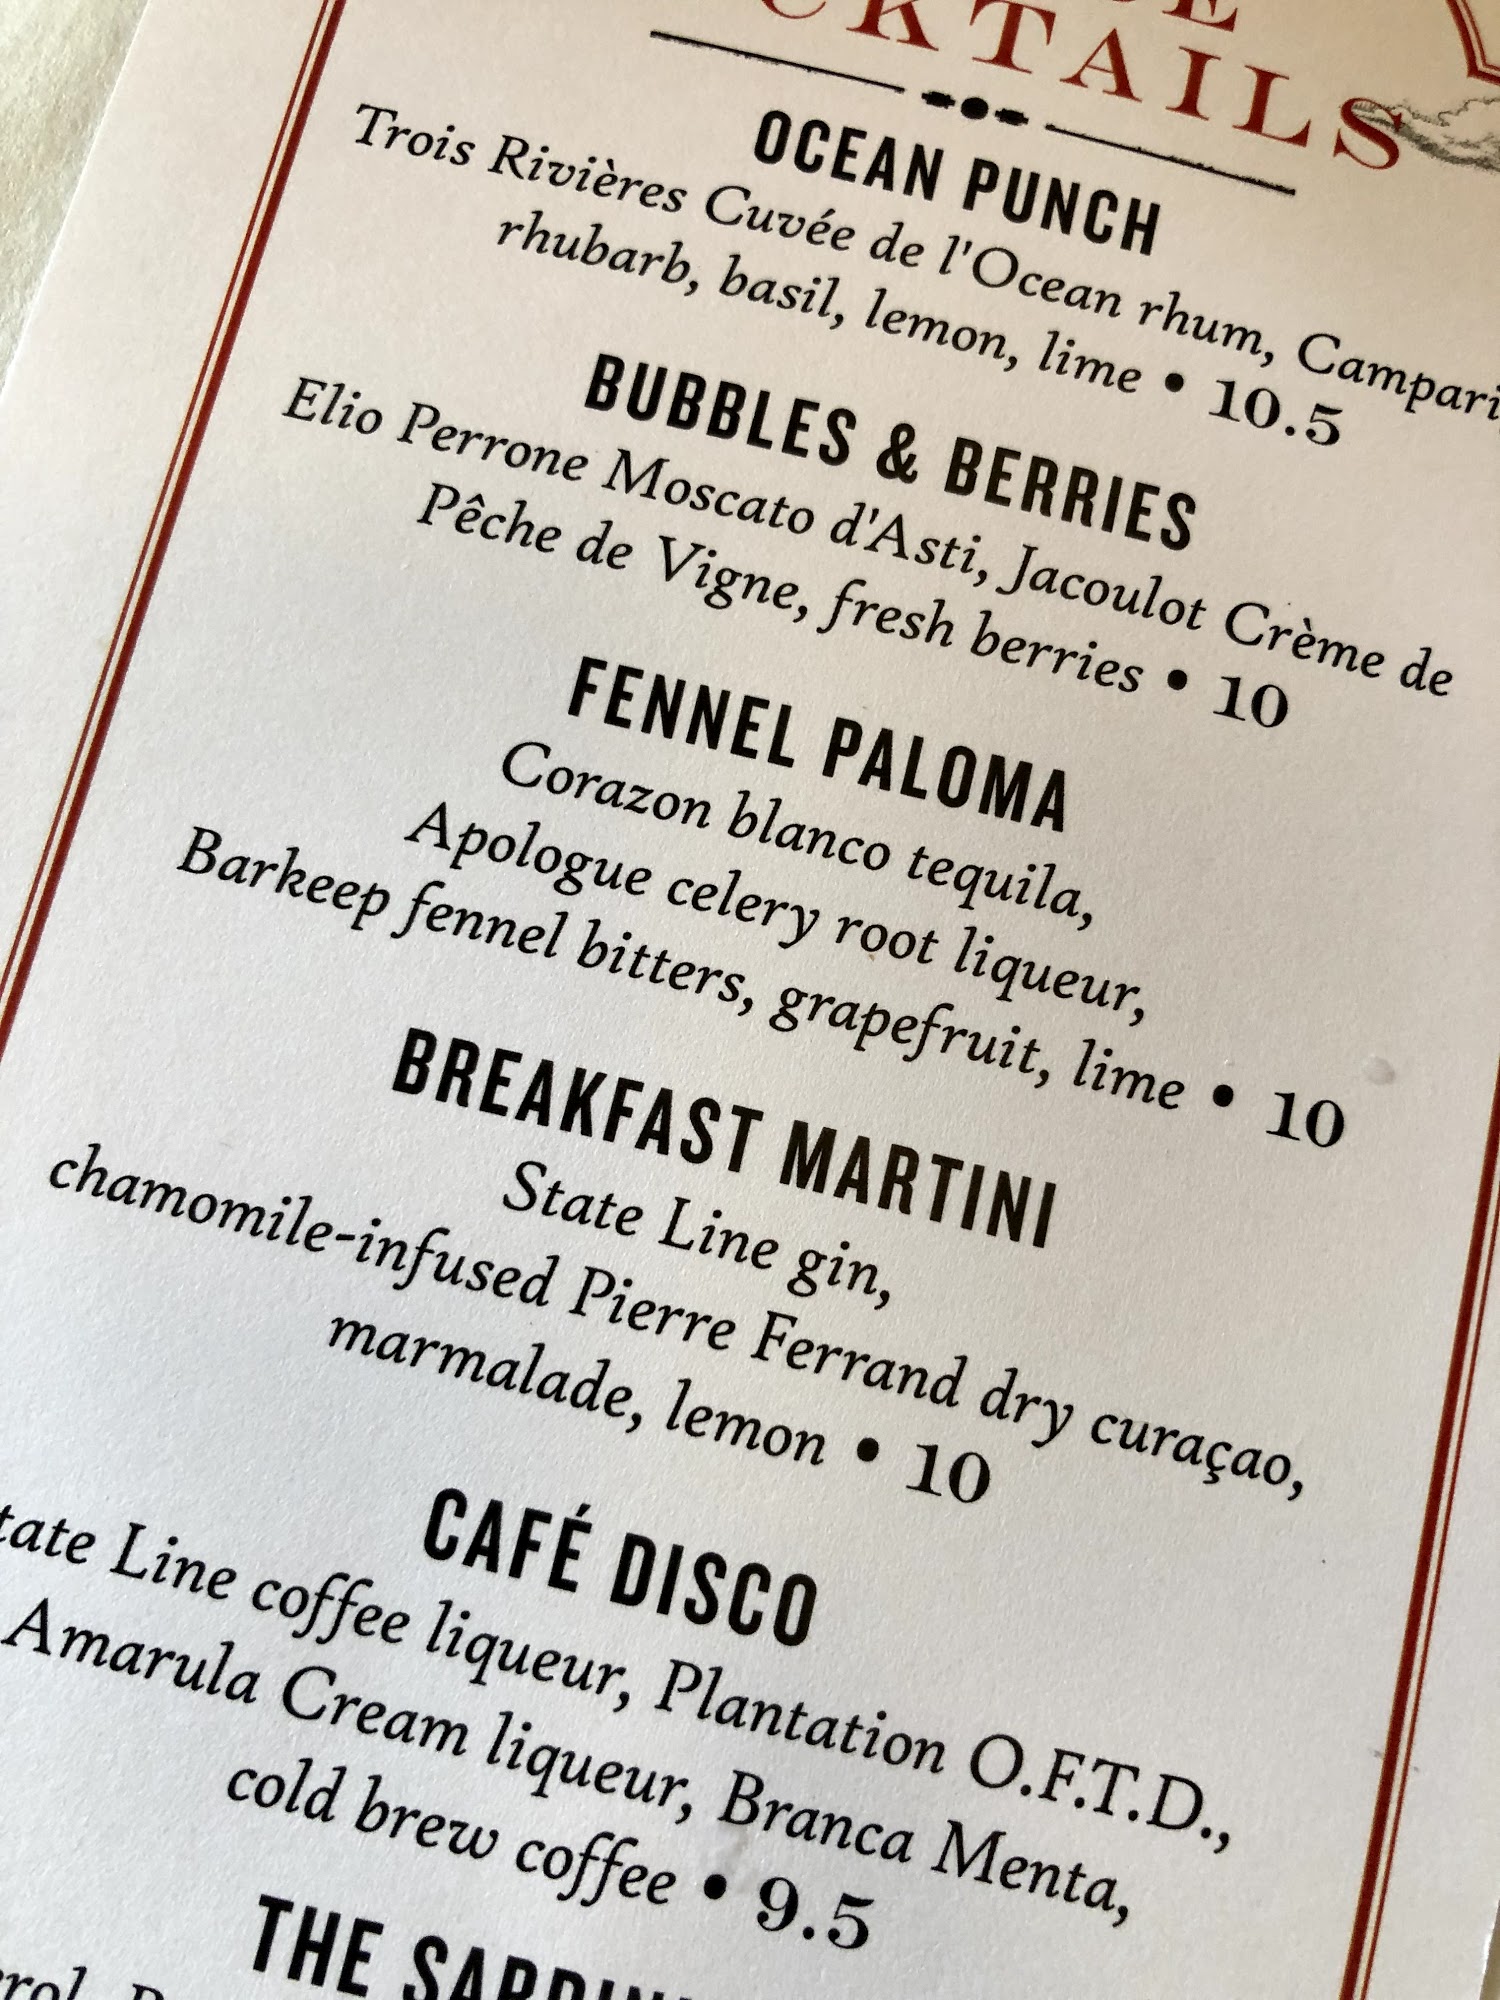 OCEAN PUNCH
Trois Rivières Cuvée de l'Ocean rhum, Campari,
rhubarb, basil, lemon, lime • 10.5
BUBBLES & BERRIES
Elio Perrone Moscato d'Asti, Jacoulot Crème de
Pêche de Vigne, fresh berries • 10
FENNEL PALOMA
Corazon blanco tequila,
Apologue celery root liqueur,
Barkeep fennel bitters, grapefruit, lime • 10
BREAKFAST MARTINI
State Line gin,
chamomile-infused Pierre Ferrand dry curaçao,
marmalade, lemon • 10
CAFÉ DISCO
Line coffee liqueur, Plantation O.F.T.D.,
Amarula Cream liqueur, Branca Menta,
cold brew coffee • 9.5
THE